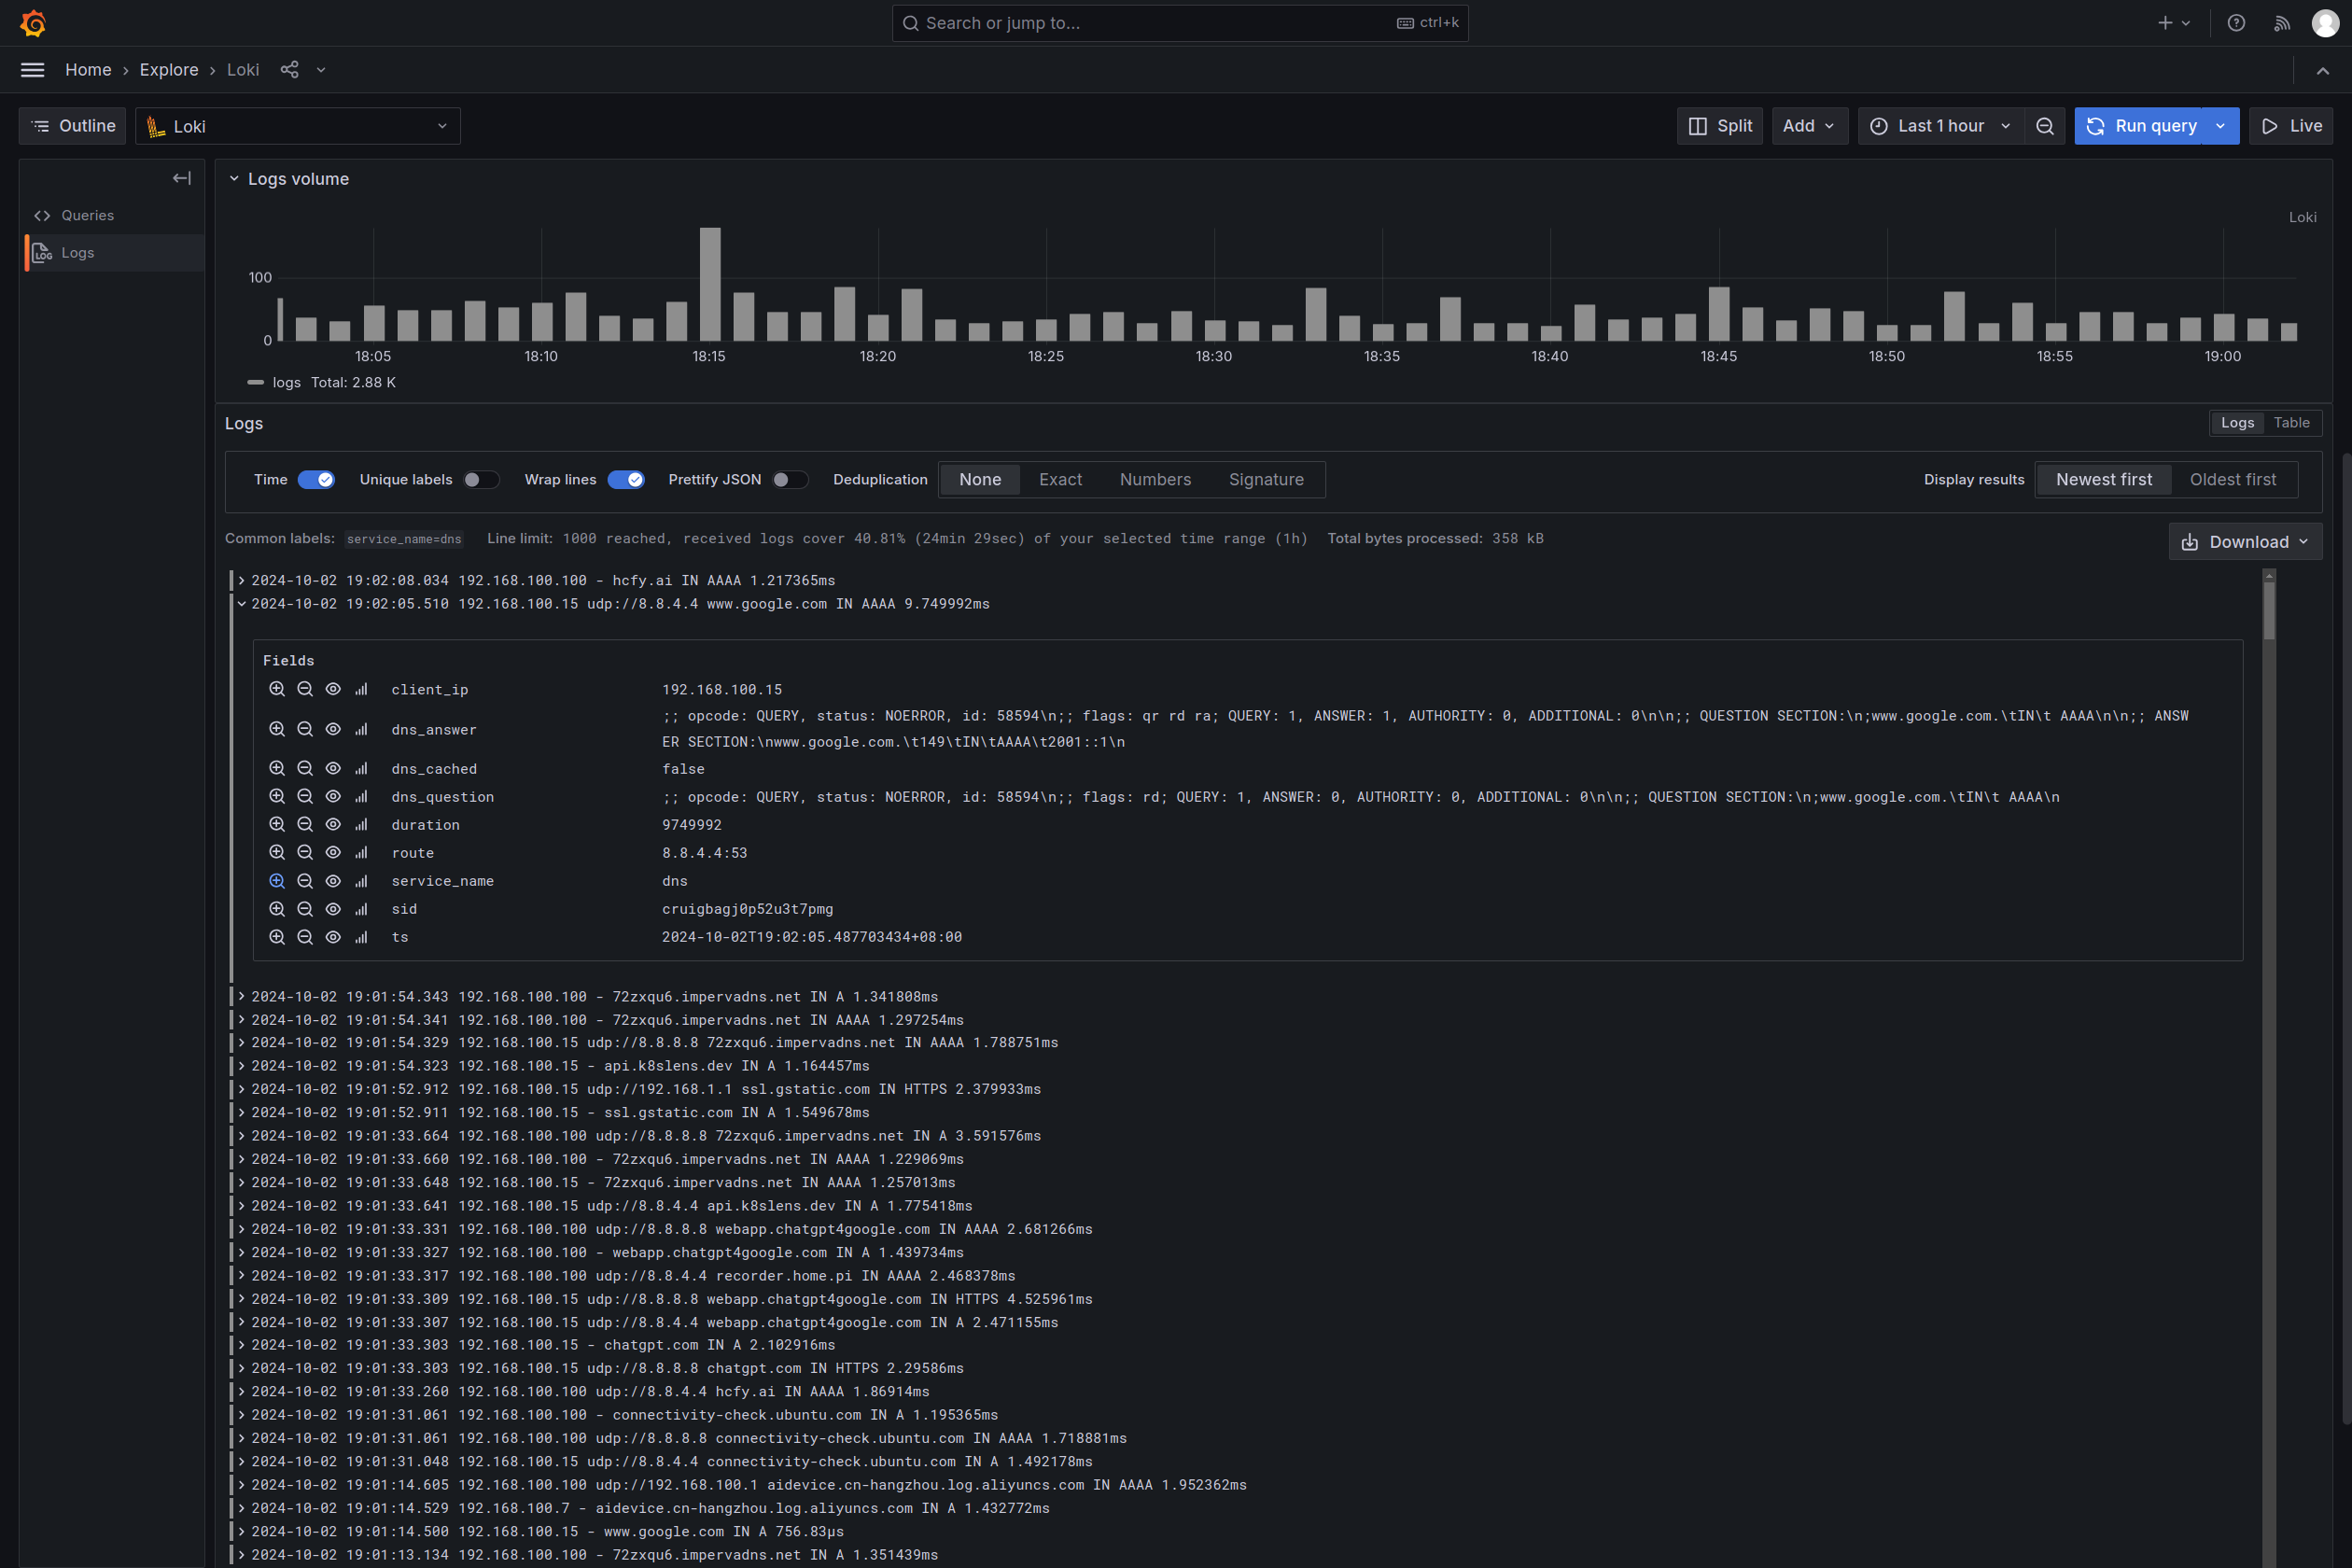 Search or jump to... ctrl+k
Home › Explore › Loki
Outline Loki Split Add Last 1 hour Run query Live
Queries
Logs
Logs volume
Loki
100
0
18:05 18:10 18:15 18:20 18:25 18:30 18:35 18:40 18:45 18:50 18:55 19:00
logs Total: 2.88 K
Logs Logs Table
Time Unique labels Wrap lines Prettify JSON Deduplication None Exact Numbers Signature Display results Newest first Oldest first
Common labels: service_name=dns Line limit: 1000 reached, received logs cover 40.81% (24min 29sec) of your selected time range (1h) Total bytes processed: 358 kB Download
2024-10-02 19:02:08.034 192.168.100.100 - hcfy.ai IN AAAA 1.217365ms
2024-10-02 19:02:05.510 192.168.100.15 udp://8.8.4.4 www.google.com IN AAAA 9.749992ms
Fields
client_ip 192.168.100.15
dns_answer ;; opcode: QUERY, status: NOERROR, id: 58594\n;; flags: qr rd ra; QUERY: 1, ANSWER: 1, AUTHORITY: 0, ADDITIONAL: 0\n\n;; QUESTION SECTION:\n;www.google.com.\tIN\t AAAA\n\n;; ANSW
ER SECTION:\nwww.google.com.\t149\tIN\tAAAA\t2001::1\n
dns_cached false
dns_question ;; opcode: QUERY, status: NOERROR, id: 58594\n;; flags: rd; QUERY: 1, ANSWER: 0, AUTHORITY: 0, ADDITIONAL: 0\n\n;; QUESTION SECTION:\n;www.google.com.\tIN\t AAAA\n
duration 9749992
route 8.8.4.4:53
service_name dns
sid cruigbagj0p52u3t7pmg
ts 2024-10-02T19:02:05.487703434+08:00
2024-10-02 19:01:54.343 192.168.100.100 - 72zxqu6.impervadns.net IN A 1.341808ms
2024-10-02 19:01:54.341 192.168.100.100 - 72zxqu6.impervadns.net IN AAAA 1.297254ms
2024-10-02 19:01:54.329 192.168.100.15 udp://8.8.8.8 72zxqu6.impervadns.net IN AAAA 1.788751ms
2024-10-02 19:01:54.323 192.168.100.15 - api.k8slens.dev IN A 1.164457ms
2024-10-02 19:01:52.912 192.168.100.15 udp://192.168.1.1 ssl.gstatic.com IN HTTPS 2.379933ms
2024-10-02 19:01:52.911 192.168.100.15 - ssl.gstatic.com IN A 1.549678ms
2024-10-02 19:01:33.664 192.168.100.100 udp://8.8.8.8 72zxqu6.impervadns.net IN A 3.591576ms
2024-10-02 19:01:33.660 192.168.100.100 - 72zxqu6.impervadns.net IN AAAA 1.229069ms
2024-10-02 19:01:33.648 192.168.100.15 - 72zxqu6.impervadns.net IN AAAA 1.257013ms
2024-10-02 19:01:33.641 192.168.100.15 udp://8.8.4.4 api.k8slens.dev IN A 1.775418ms
2024-10-02 19:01:33.331 192.168.100.100 udp://8.8.8.8 webapp.chatgpt4google.com IN AAAA 2.681266ms
2024-10-02 19:01:33.327 192.168.100.100 - webapp.chatgpt4google.com IN A 1.439734ms
2024-10-02 19:01:33.317 192.168.100.100 udp://8.8.4.4 recorder.home.pi IN AAAA 2.468378ms
2024-10-02 19:01:33.309 192.168.100.15 udp://8.8.8.8 webapp.chatgpt4google.com IN HTTPS 4.525961ms
2024-10-02 19:01:33.307 192.168.100.15 udp://8.8.4.4 webapp.chatgpt4google.com IN A 2.471155ms
2024-10-02 19:01:33.303 192.168.100.15 - chatgpt.com IN A 2.102916ms
2024-10-02 19:01:33.303 192.168.100.15 udp://8.8.8.8 chatgpt.com IN HTTPS 2.29586ms
2024-10-02 19:01:33.260 192.168.100.100 udp://8.8.4.4 hcfy.ai IN AAAA 1.86914ms
2024-10-02 19:01:31.061 192.168.100.100 - connectivity-check.ubuntu.com IN A 1.195365ms
2024-10-02 19:01:31.061 192.168.100.100 udp://8.8.8.8 connectivity-check.ubuntu.com IN AAAA 1.718881ms
2024-10-02 19:01:31.048 192.168.100.15 udp://8.8.4.4 connectivity-check.ubuntu.com IN A 1.492178ms
2024-10-02 19:01:14.605 192.168.100.100 udp://192.168.100.1 aidevice.cn-hangzhou.log.aliyuncs.com IN AAAA 1.952362ms
2024-10-02 19:01:14.529 192.168.100.7 - aidevice.cn-hangzhou.log.aliyuncs.com IN A 1.432772ms
2024-10-02 19:01:14.500 192.168.100.15 - www.google.com IN A 756.83µs
2024-10-02 19:01:13.134 192.168.100.100 - 72zxqu6.impervadns.net IN A 1.351439ms